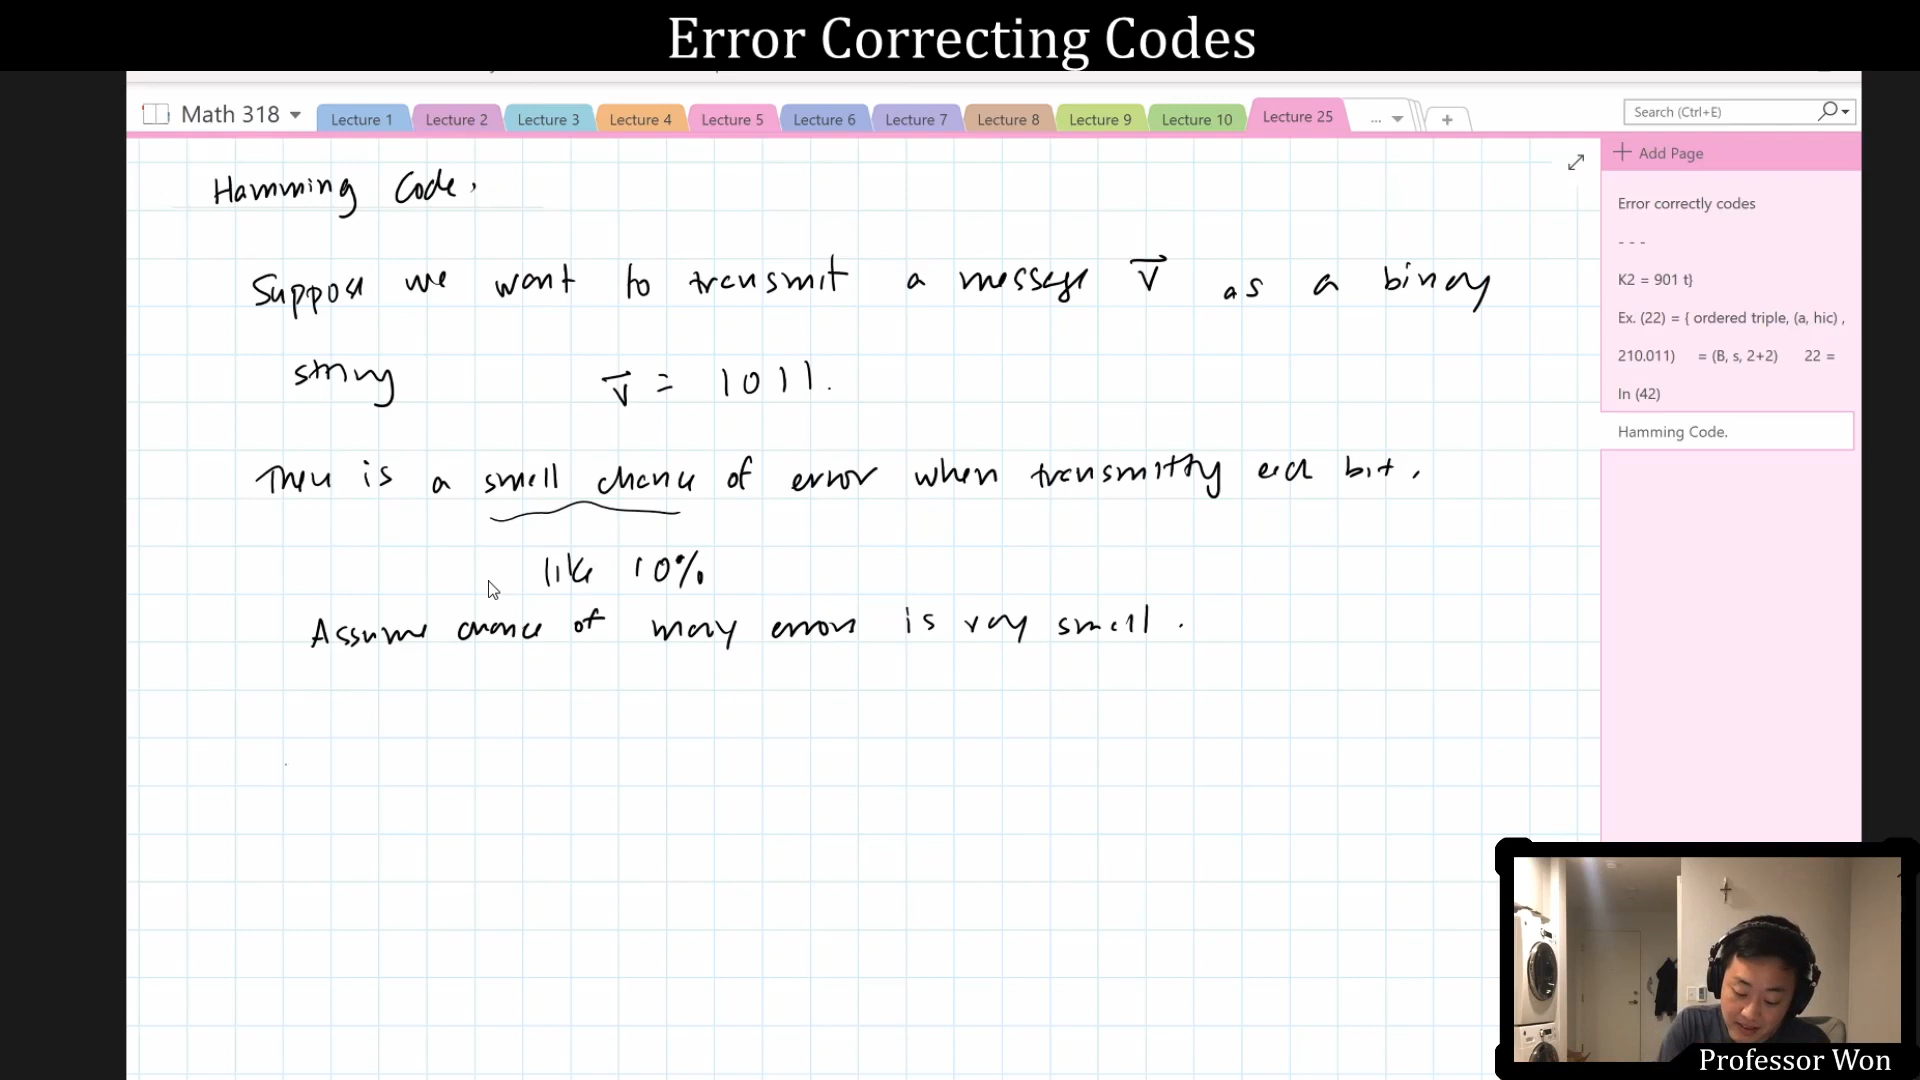 Error Correcting Codes
Math 318
Lecture 1
Lecture 2
Lecture 3
Lecture 4
Lecture 5
Lecture 6
Lecture 7
Lecture 8
Lecture 9
Lecture 10
Lecture 25
...
+
Search (Ctrl+E)
Hamming Code.
Suppose we want to transmit a message v⃗ as a binary
string v⃗ = 1011.
There is a small chance of error when transmitting each bit.
like 10%
Assume chance of many errors is very small.
+ Add Page
Error correctly codes
- - -
K2 = 901 t}
Ex. (22) = { ordered triple, (a, hic) ,
210.011) = (B, s, 2+2) 22 =
In (42)
Hamming Code.
Professor Won